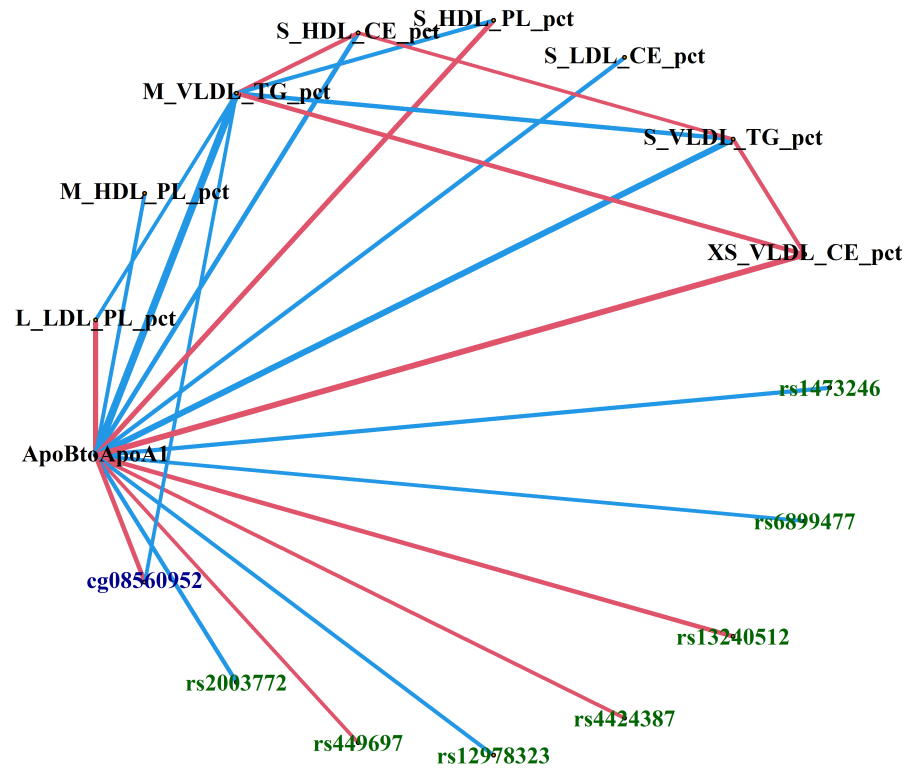 S_HDL_PL_pct
S_HDL_CE_pct
S_LDL_CE_pct
M_VLDL_TG_pct
S_VLDL_TG_pct
M_HDL_PL_pct
XS_VLDL_CE_pct
L_LDL_PL_pct
rs1473246
ApoBtoApoA1
rs6899477
cg08560952
rs13240512
rs2003772
rs4424387
rs449697
rs12978323